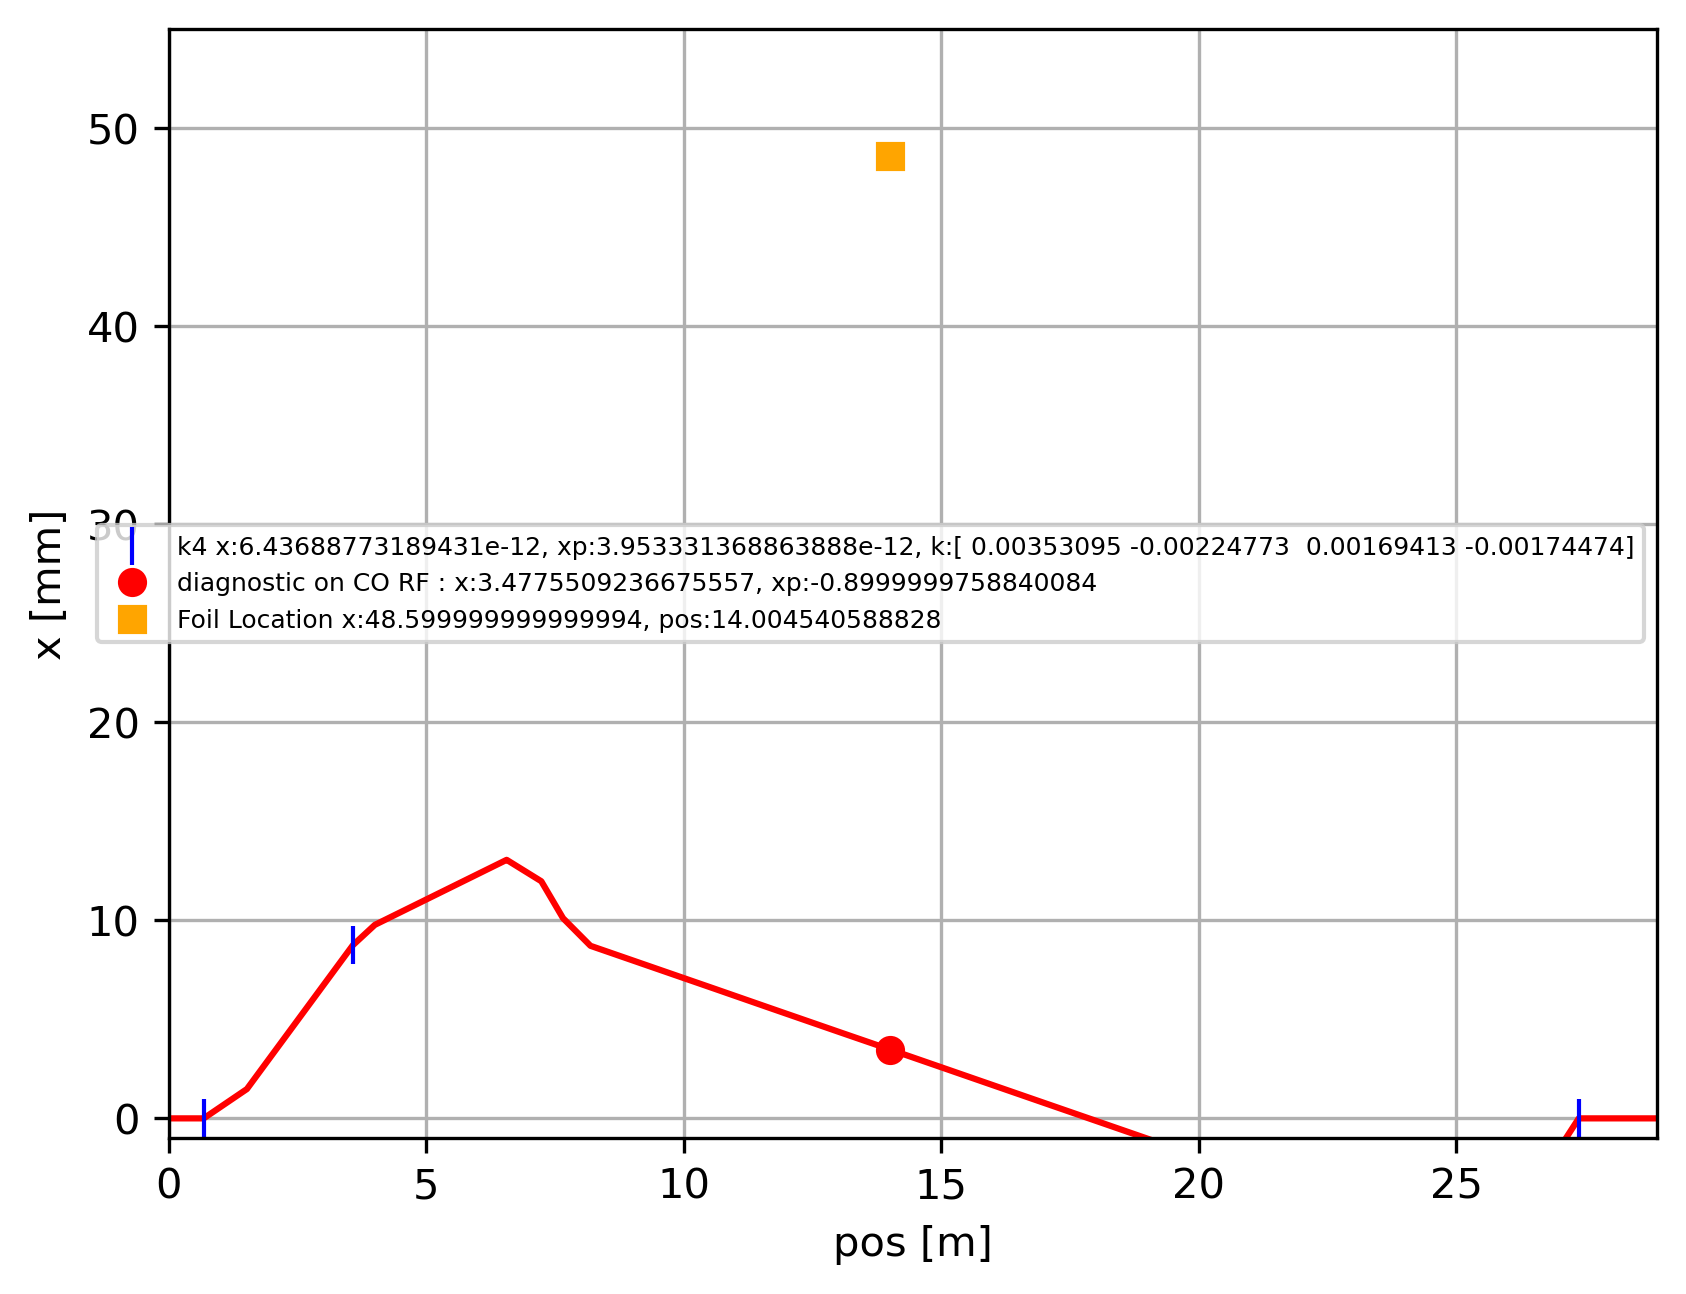 50
40
30
k4 x:6.43688773189431e-12, xp:3.953331368863888e-12, k:[ 0.00353095 -0.00224773  0.00169413 -0.00174474]
diagnostic on CO RF : x:3.4775509236675557, xp:-0.8999999758840084
Foil Location x:48.599999999999994, pos:14.004540588828
x [mm]
20
10
0
0 5 10 15 20 25
pos [m]